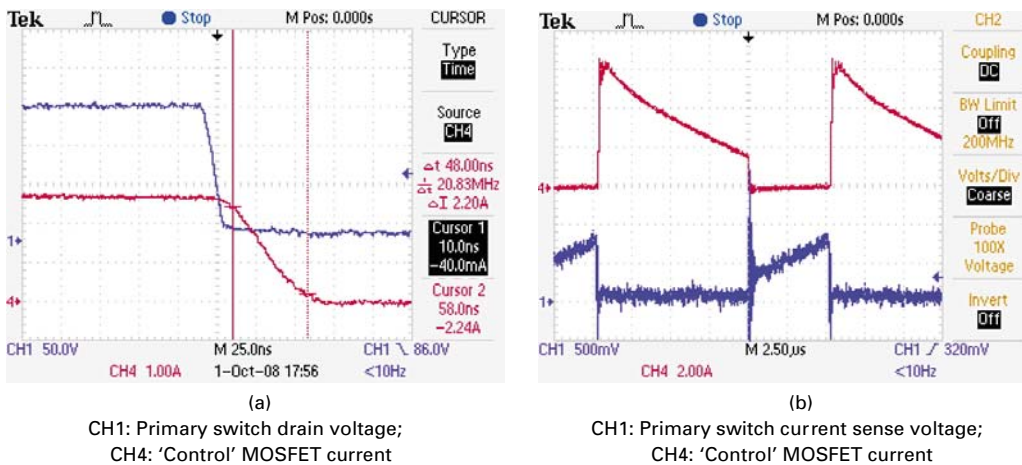 Tek Stop M Pos: 0.000s CURSOR
Type
Time
Source
CH4
△t 48.00ns
1/△t 20.83MHz
△I 2.20A
Cursor 1
10.0ns
-40.0mA
Cursor 2
58.0ns
-2.24A
1
4
CH1 50.0V M 25.0ns CH1 \ 86.0V
CH4 1.00A 1-Oct-08 17:56 <10Hz
(a)
CH1: Primary switch drain voltage;
CH4: 'Control' MOSFET current
Tek Stop M Pos: 0.000s CH2
Coupling
DC
BW Limit
Off
200MHz
Volts/Div
Coarse
Probe
100X
Voltage
Invert
Off
4
1
CH1 500mV M 2.50µs CH1 / 320mV
CH4 2.00A <10Hz
(b)
CH1: Primary switch current sense voltage;
CH4: 'Control' MOSFET current